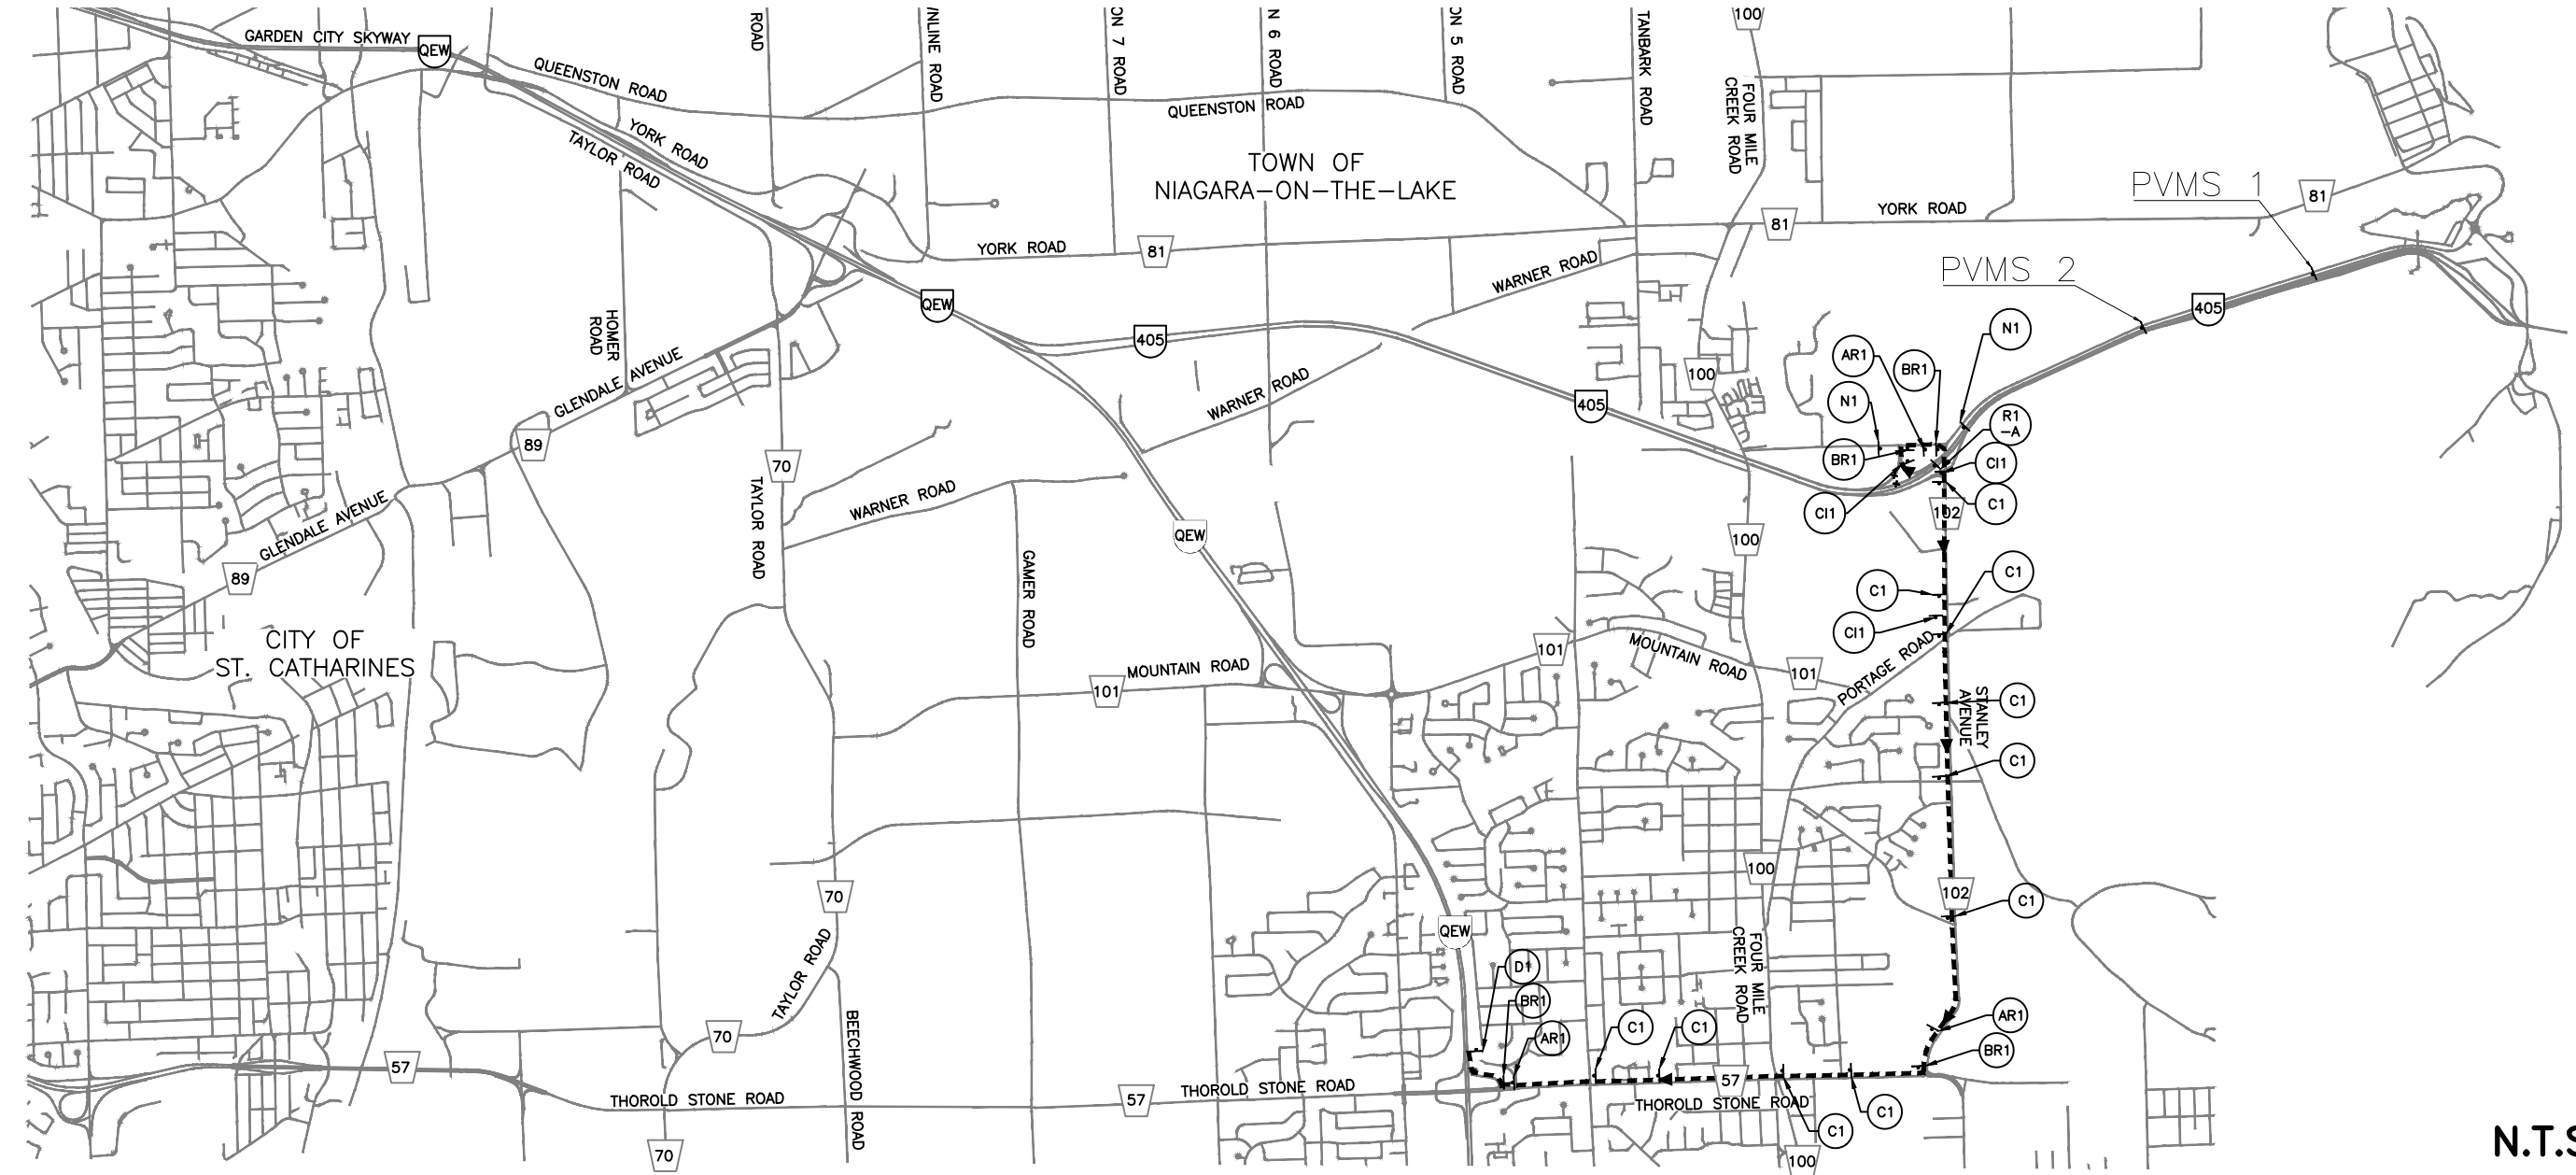 GARDEN CITY SKYWAY
QEW
QUEENSTON ROAD
ROAD
ON 7 ROAD
N 6 ROAD
ON 5 ROAD
TANBARK ROAD
100
FOUR MILE
CREEK ROAD
QUEENSTON ROAD
YORK ROAD
TAYLOR ROAD
TOWN OF
NIAGARA-ON-THE-LAKE
PVMS 1
81
YORK ROAD
81
YORK ROAD
81
WARNER ROAD
PVMS 2
405
QEW
405
N1
AR1
BR1
HOMER
ROAD
GLENDALE AVENUE
WARNER ROAD
100
405
N1
R1
-A
89
BR1
CI1
70
TAYLOR ROAD
WARNER ROAD
GLENDALE AVENUE
C1
CI1
102
QEW
100
89
GAMER ROAD
C1
C1
CITY OF
ST. CATHARINES
CI1
101
MOUNTAIN ROAD
MOUNTAIN ROAD
101
101
PORTAGE ROAD
C1
STANLEY
AVENUE
C1
100
70
102
C1
QEW
TAYLOR ROAD
FOUR MILE
CREEK ROAD
D1
BR1
BEECHWOOD ROAD
AR1
C1
C1
AR1
70
BR1
57
57
THOROLD STONE ROAD
57
THOROLD STONE ROAD
THOROLD STONE ROAD
C1
C1
70
100
N.T.S